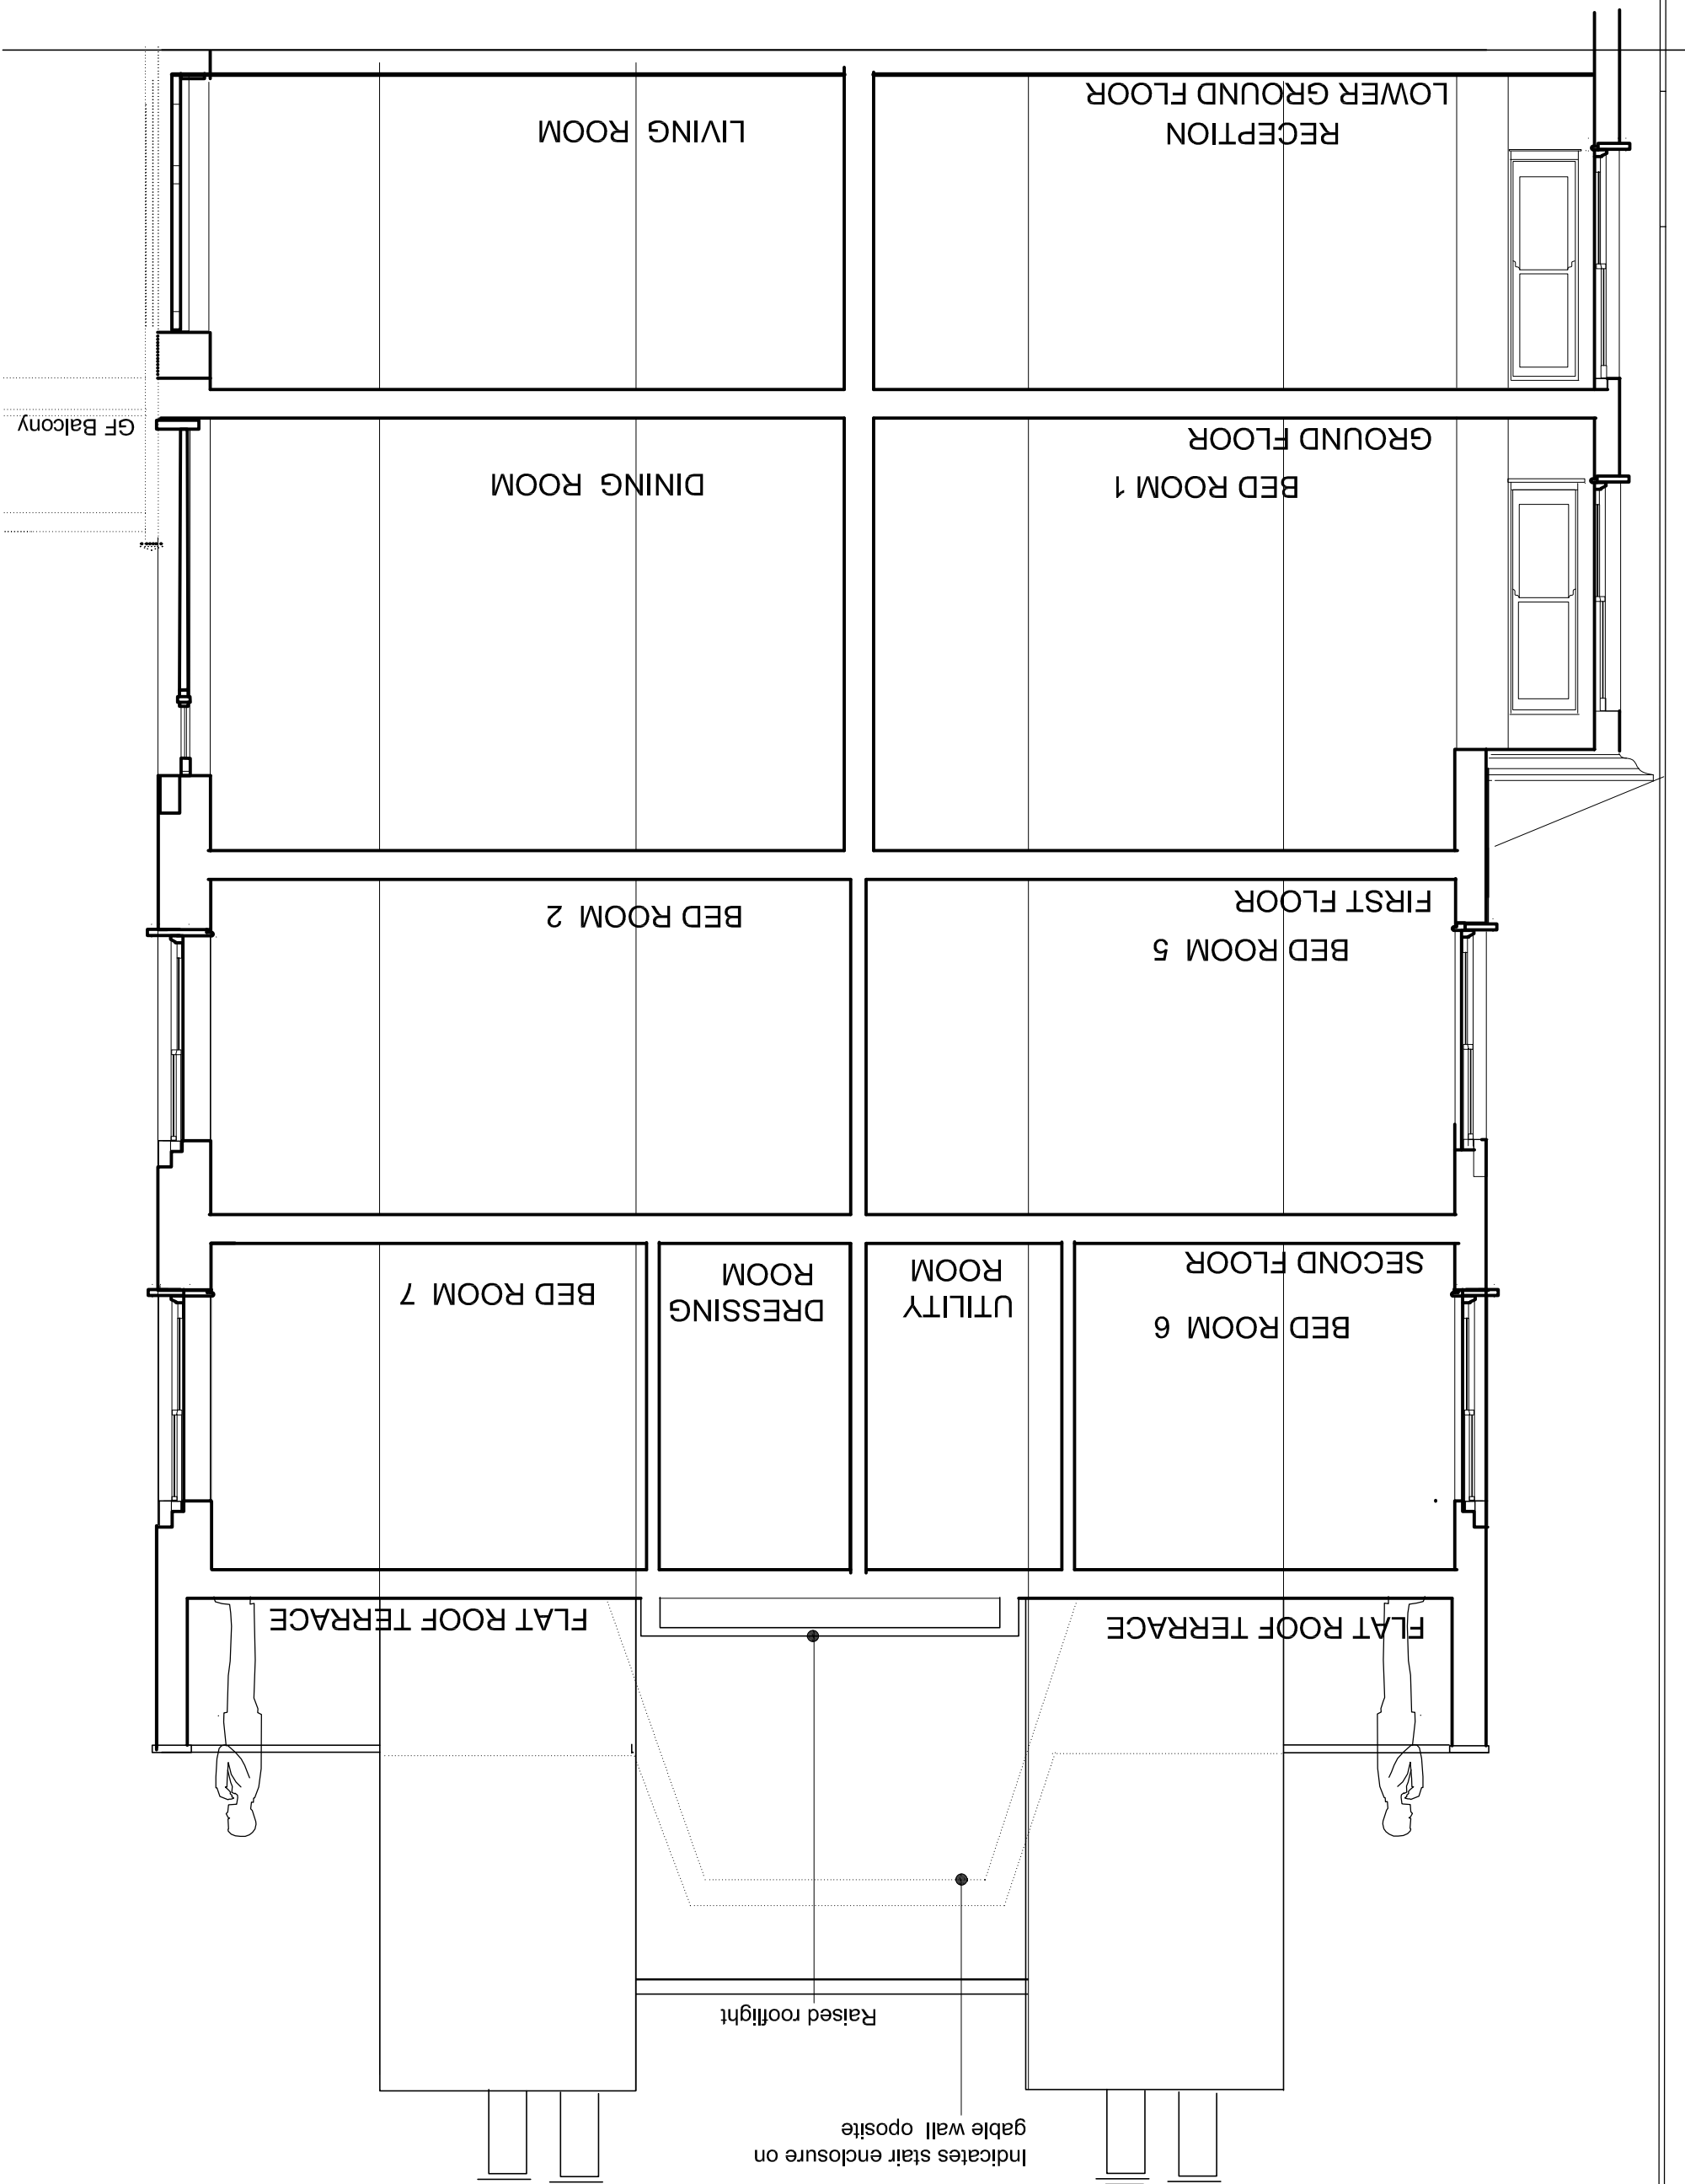 Indicates stair enclosure on
gable wall oposite
Raised rooflight
FLAT ROOF TERRACE
FLAT ROOF TERRACE
BED ROOM 6
SECOND FLOOR
UTILITY
ROOM
DRESSING
ROOM
BED ROOM 7
BED ROOM 5
FIRST FLOOR
BED ROOM 2
BED ROOM 1
GROUND FLOOR
DINING ROOM
GF Balcony
RECEPTION
LOWER GROUND FLOOR
LIVING ROOM